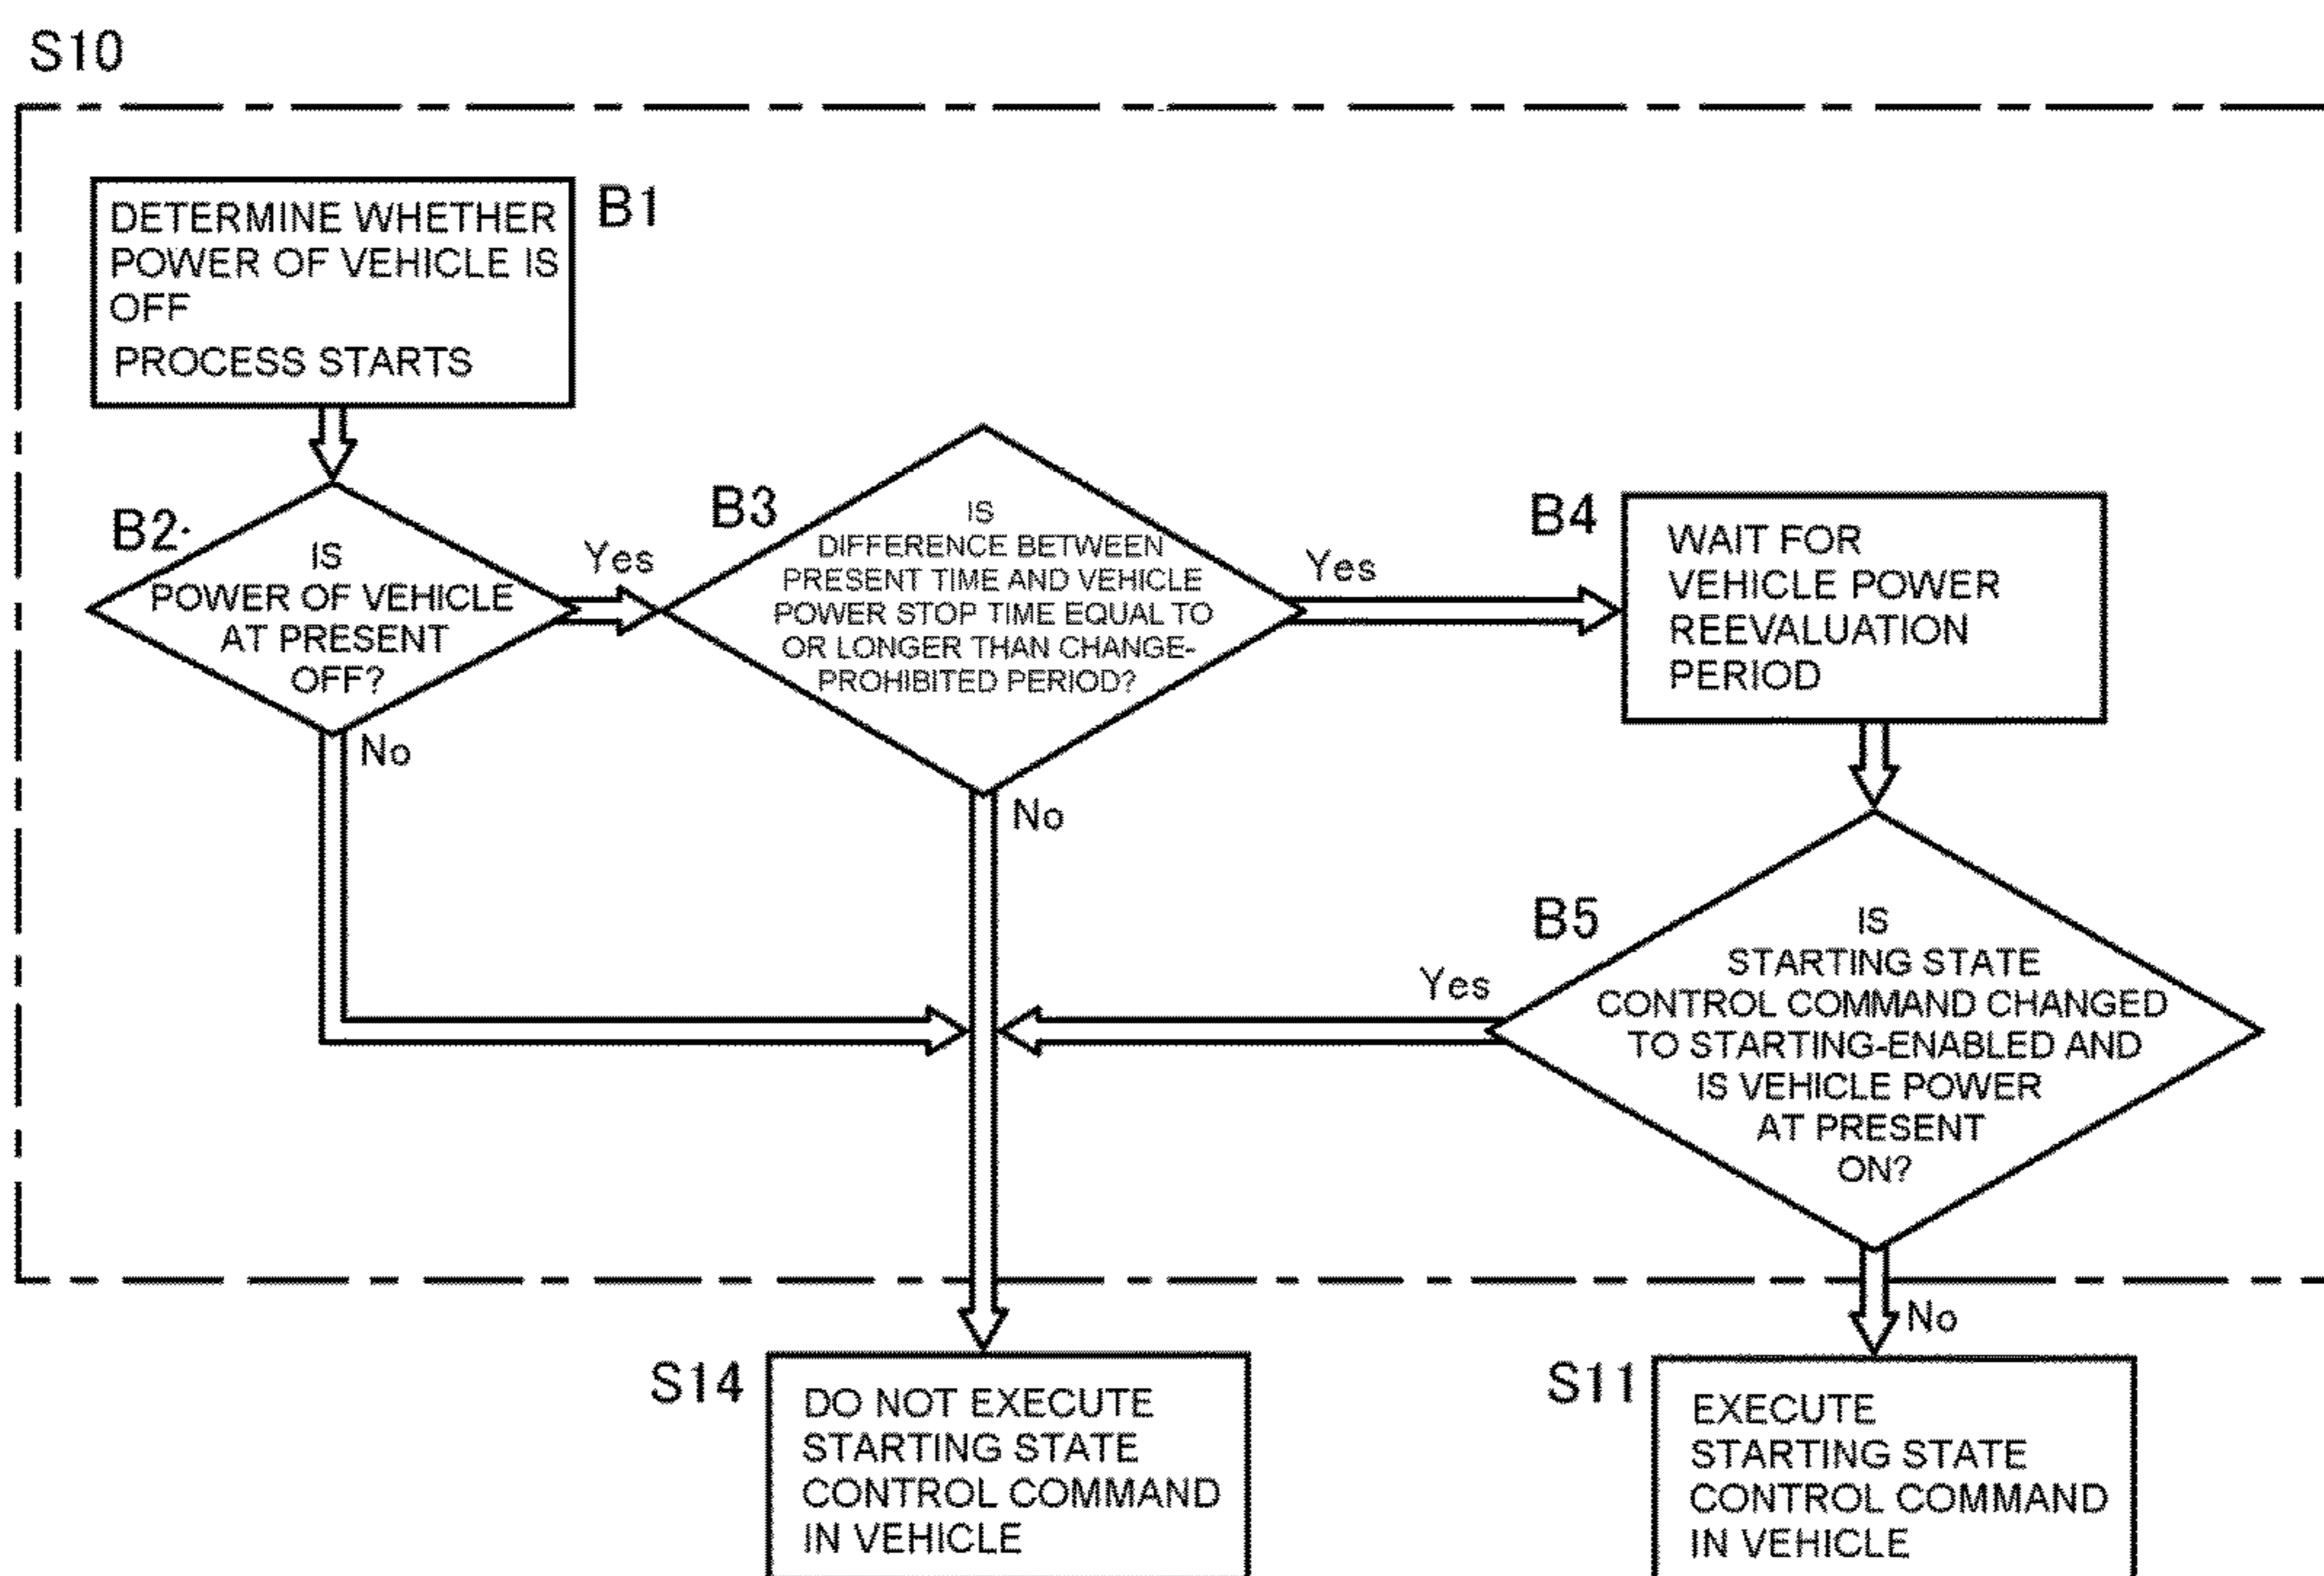 S10
DETERMINE WHETHER
POWER OF VEHICLE IS
OFF
PROCESS STARTS
B1
B2
IS
POWER OF VEHICLE
AT PRESENT
OFF?
Yes
No
B3
IS
DIFFERENCE BETWEEN
PRESENT TIME AND VEHICLE
POWER STOP TIME EQUAL TO
OR LONGER THAN CHANGE-
PROHIBITED PERIOD?
Yes
No
B4
WAIT FOR
VEHICLE POWER
REEVALUATION
PERIOD
B5
IS
STARTING STATE
CONTROL COMMAND CHANGED
TO STARTING-ENABLED AND
IS VEHICLE POWER
AT PRESENT
ON?
Yes
No
S14
DO NOT EXECUTE
STARTING STATE
CONTROL COMMAND
IN VEHICLE
S11
EXECUTE
STARTING STATE
CONTROL COMMAND
IN VEHICLE